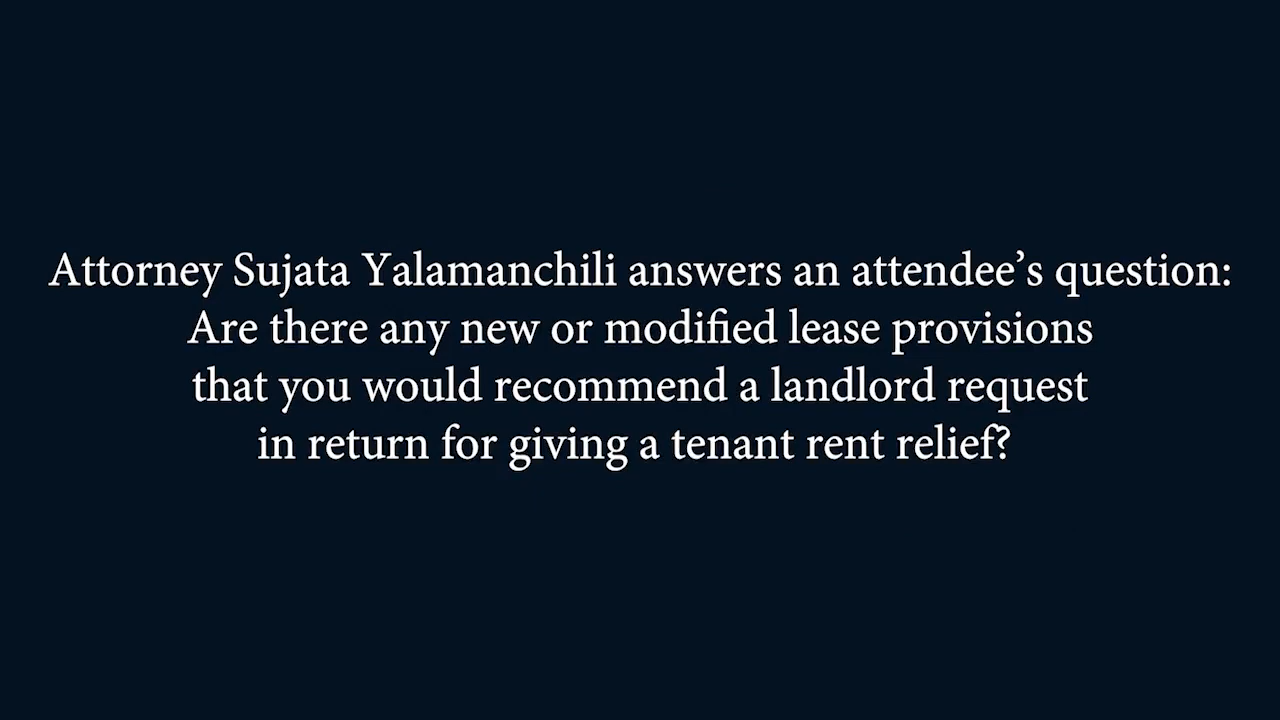 Attorney Sujata Yalamanchili answers an attendee’s question:
Are there any new or modified lease provisions
that you would recommend a landlord request
in return for giving a tenant rent relief?